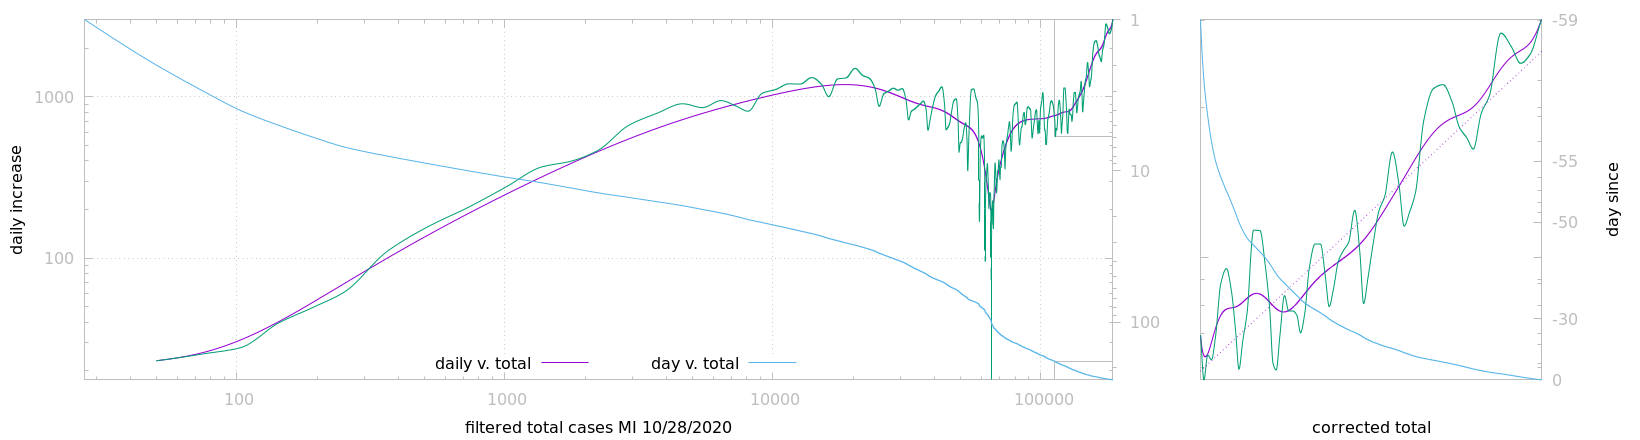 daily increase
1000
100
100
1000
10000
100000
1
10
100
daily v. total
day v. total
filtered total cases MI 10/28/2020
-59
-55
-50
-30
0
day since
corrected total